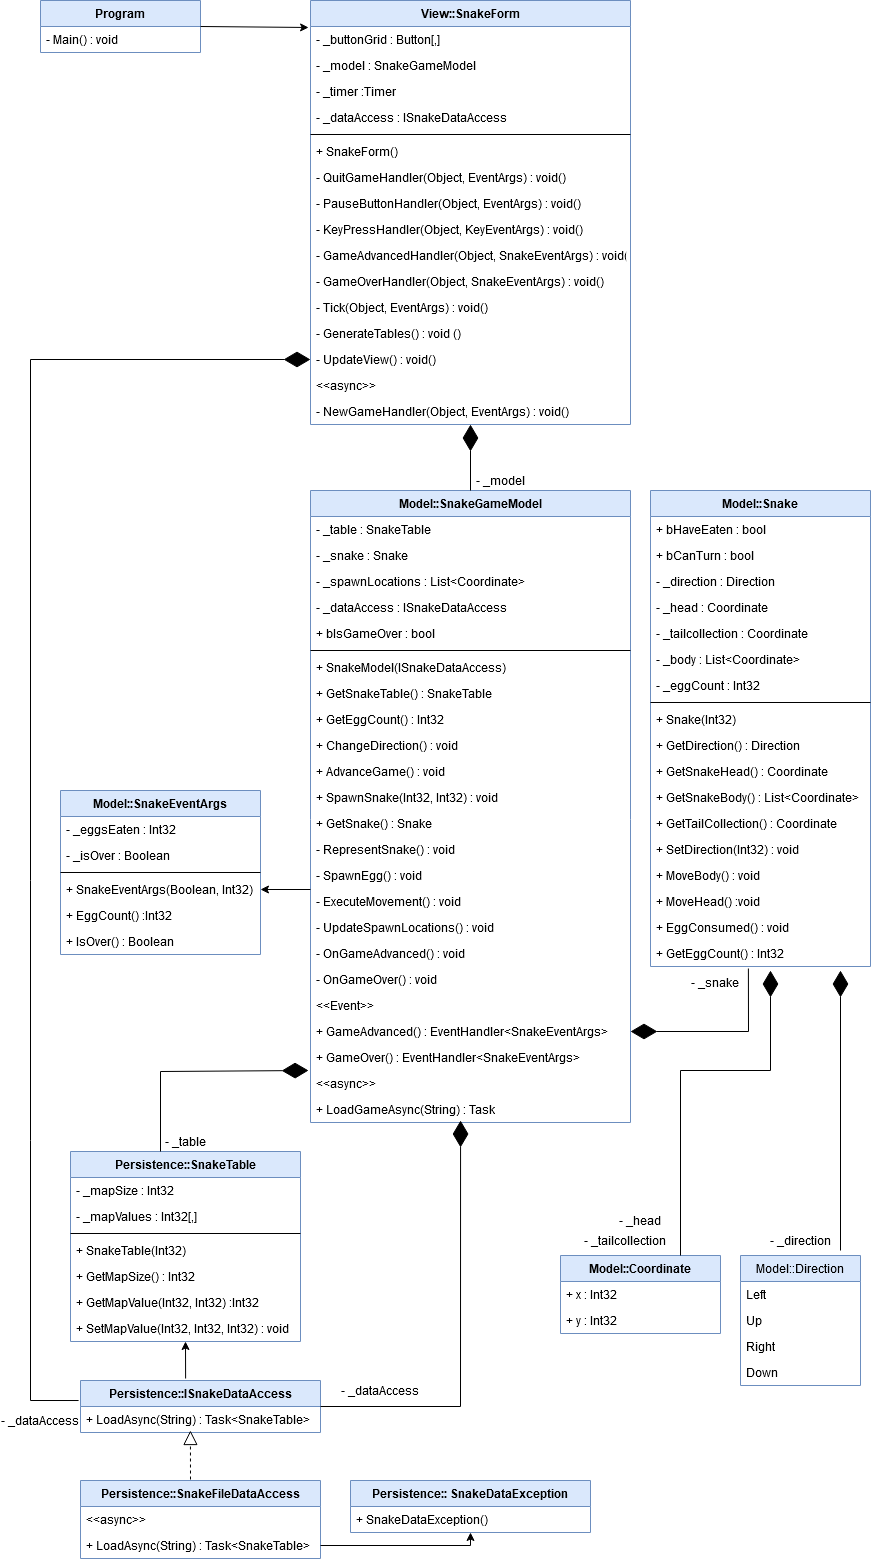 Program
- Main() : void
View::SnakeForm
- _buttonGrid : Button[,]
- _model : SnakeGameModel
- _timer :Timer
- _dataAccess : ISnakeDataAccess
+ SnakeForm()
- QuitGameHandler(Object, EventArgs) : void()
- PauseButtonHandler(Object, EventArgs) : void()
- KeyPressHandler(Object, KeyEventArgs) : void()
- GameAdvancedHandler(Object, SnakeEventArgs) : void(
- GameOverHandler(Object, SnakeEventArgs) : void()
- Tick(Object, EventArgs) : void()
- GenerateTables() : void ()
- UpdateView() : void()
<<async>>
- NewGameHandler(Object, EventArgs) : void()
- _model
Model::SnakeGameModel
- _table : SnakeTable
- _snake : Snake
- _spawnLocations : List<Coordinate>
- _dataAccess : ISnakeDataAccess
+ bIsGameOver : bool
+ SnakeModel(ISnakeDataAccess)
+ GetSnakeTable() : SnakeTable
+ GetEggCount() : Int32
+ ChangeDirection() : void
+ AdvanceGame() : void
+ SpawnSnake(Int32, Int32) : void
+ GetSnake() : Snake
- RepresentSnake() : void
- SpawnEgg() : void
- ExecuteMovement() : void
- UpdateSpawnLocations() : void
- OnGameAdvanced() : void
- OnGameOver() : void
<<Event>>
+ GameAdvanced() : EventHandler<SnakeEventArgs>
+ GameOver() : EventHandler<SnakeEventArgs>
<<async>>
+ LoadGameAsync(String) : Task
Model::Snake
+ bHaveEaten : bool
+ bCanTurn : bool
- _direction : Direction
- _head : Coordinate
- _tailcollection : Coordinate
- _body : List<Coordinate>
- _eggCount : Int32
+ Snake(Int32)
+ GetDirection() : Direction
+ GetSnakeHead() : Coordinate
+ GetSnakeBody() : List<Coordinate>
+ GetTailCollection() : Coordinate
+ SetDirection(Int32) : void
+ MoveBody() : void
+ MoveHead() :void
+ EggConsumed() : void
+ GetEggCount() : Int32
- _snake
Model::SnakeEventArgs
- _eggsEaten : Int32
- _isOver : Boolean
+ SnakeEventArgs(Boolean, Int32)
+ EggCount() :Int32
+ IsOver() : Boolean
- _table
Persistence::SnakeTable
- _mapSize : Int32
- _mapValues : Int32[,]
+ SnakeTable(Int32)
+ GetMapSize() : Int32
+ GetMapValue(Int32, Int32) :Int32
+ SetMapValue(Int32, Int32, Int32) : void
- _head
- _tailcollection
Model::Coordinate
+ x : Int32
+ y : Int32
- _direction
Model::Direction
Left
Up
Right
Down
- _dataAccess
- _dataAccess
Persistence::ISnakeDataAccess
+ LoadAsync(String) : Task<SnakeTable>
Persistence::SnakeFileDataAccess
<<async>>
+ LoadAsync(String) : Task<SnakeTable>
Persistence:: SnakeDataException
+ SnakeDataException()